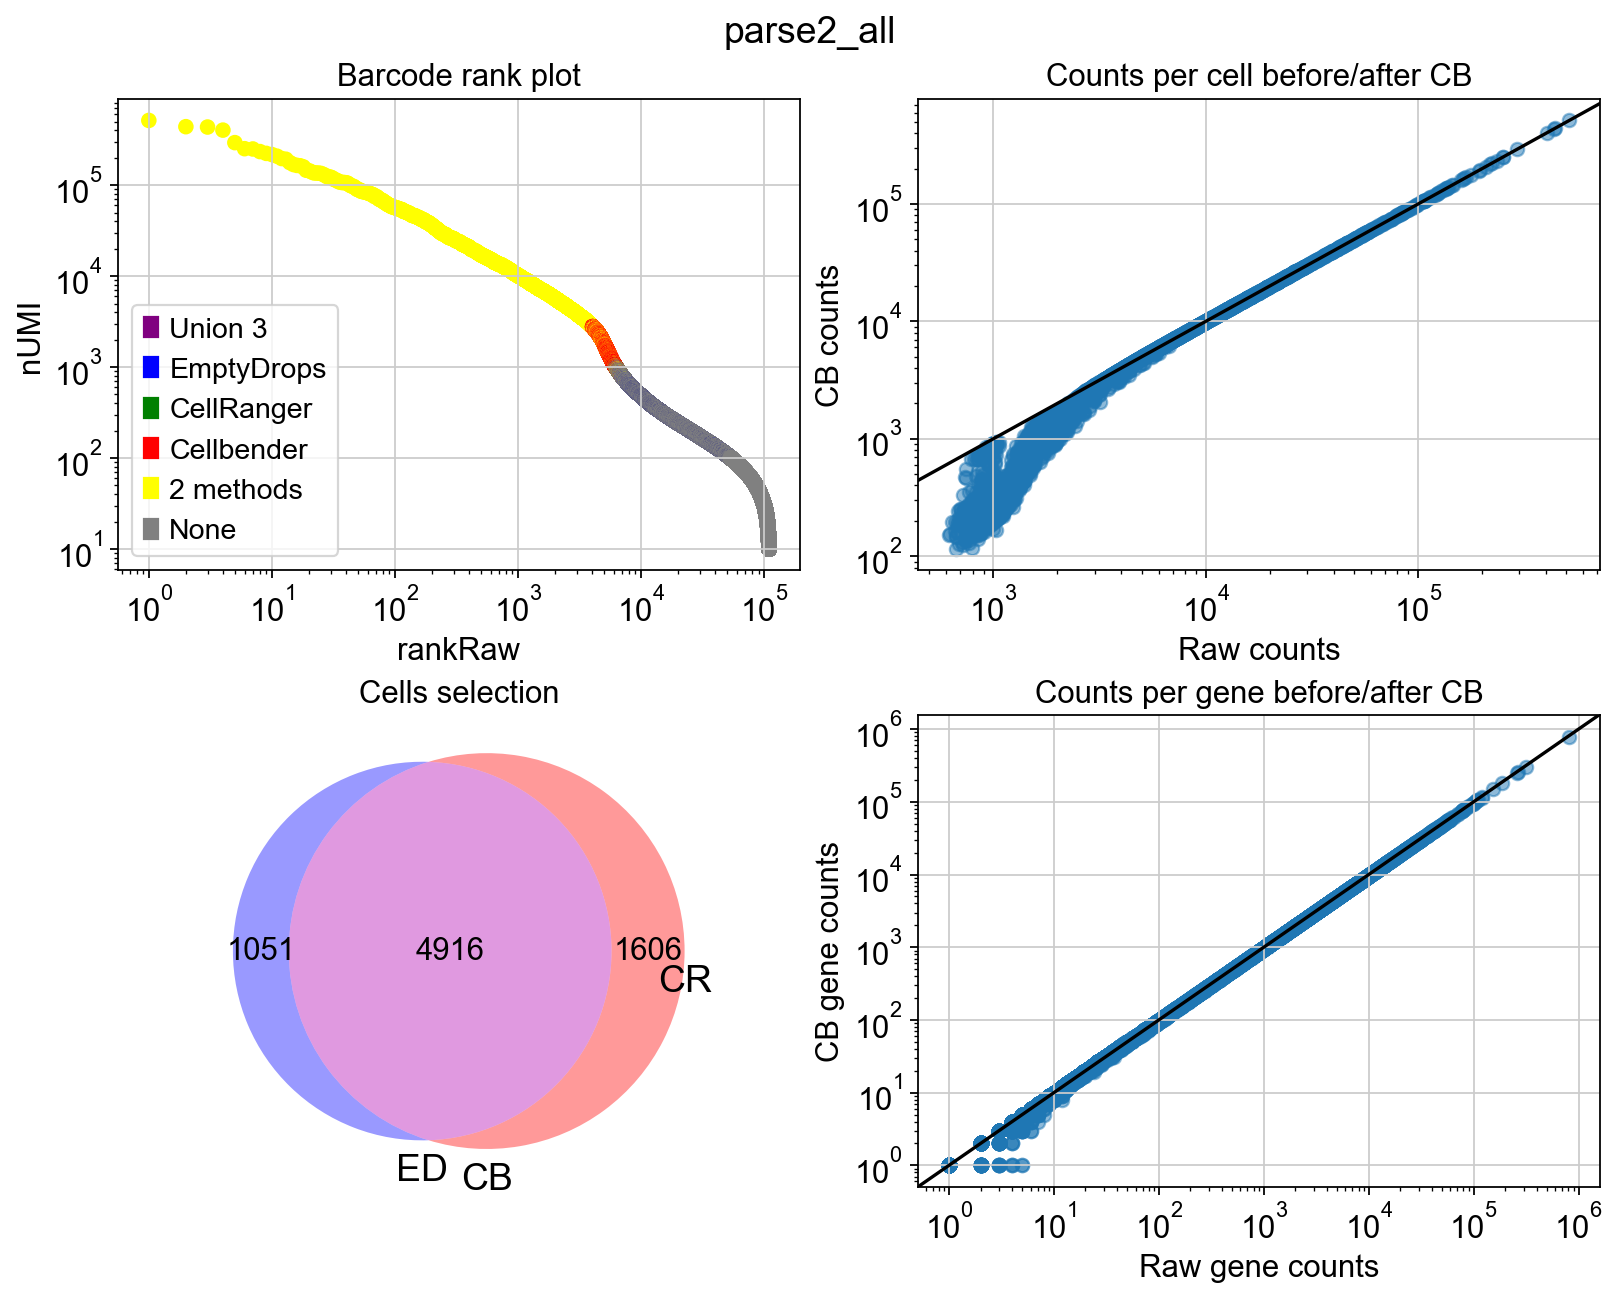 parse2_all
Barcode rank plot
nUMI
10^5
10^4
10^3
10^2
10^1
Union 3
EmptyDrops
CellRanger
Cellbender
2 methods
None
10^0 10^1 10^2 10^3 10^4 10^5
rankRaw
Counts per cell before/after CB
CB counts
10^5
10^4
10^3
10^2
10^3 10^4 10^5
Raw counts
Cells selection
1051 4916 1606
CR
ED CB
Counts per gene before/after CB
CB gene counts
10^6
10^5
10^4
10^3
10^2
10^1
10^0
10^0 10^1 10^2 10^3 10^4 10^5 10^6
Raw gene counts